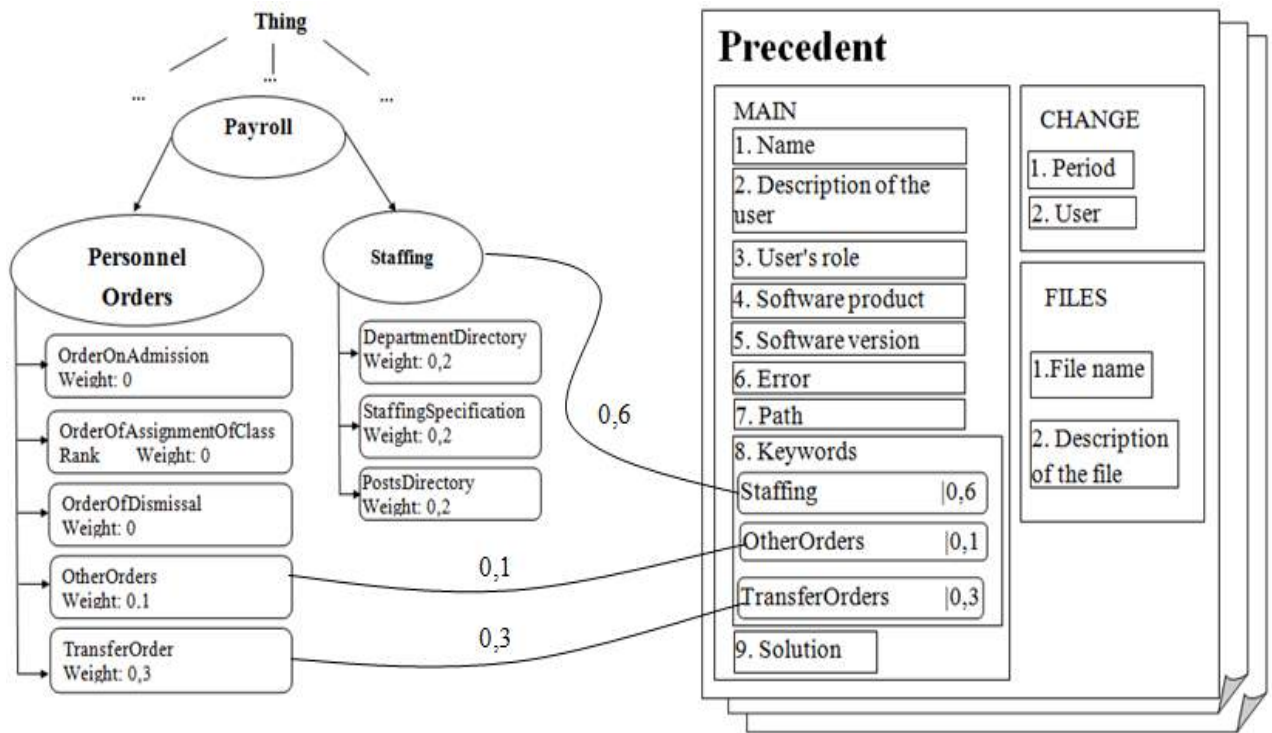 Thing
...
...
...
Payroll
Personnel
Orders
OrderOnAdmission
Weight: 0
OrderOfAssignmentOfClass
Rank Weight: 0
OrderOfDismissal
Weight: 0
OtherOrders
Weight: 0.1
TransferOrder
Weight: 0,3
Staffing
DepartmentDirectory
Weight: 0,2
StaffingSpecification
Weight: 0,2
PostsDirectory
Weight: 0,2
0,6
0,1
0,3
Precedent
MAIN
1. Name
2. Description of the
user
3. User's role
4. Software product
5. Software version
6. Error
7. Path
8. Keywords
Staffing |0,6
OtherOrders |0,1
TransferOrders |0,3
9. Solution
CHANGE
1. Period
2. User
FILES
1.File name
2. Description
of the file